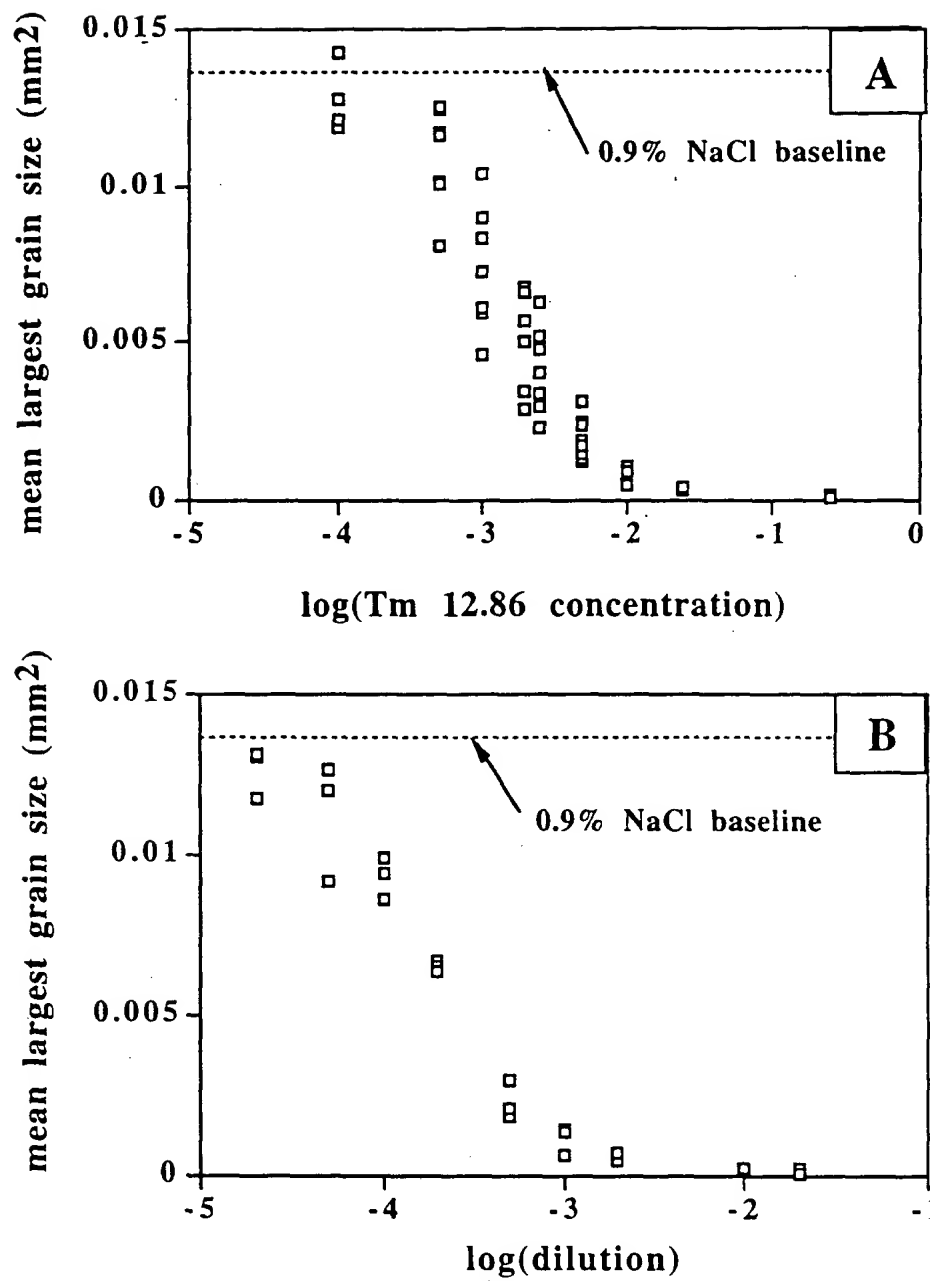 mean largest grain size (mm2)
0.015
0.01
0.005
0
A
0.9% NaCl baseline
-5 -4 -3 -2 -1 0
log(Tm 12.86 concentration)
mean largest grain size (mm2)
0.015
0.01
0.005
0
B
0.9% NaCl baseline
-5 -4 -3 -2 -
log(dilution)